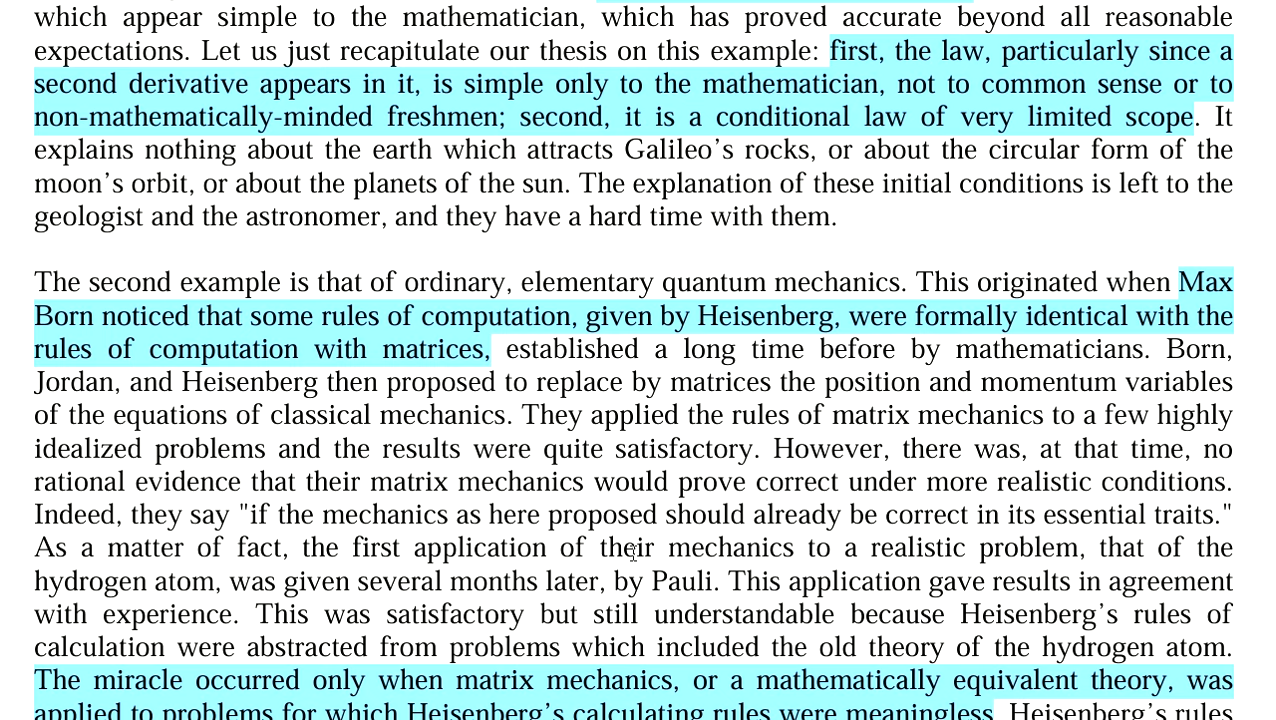 which appear simple to the mathematician, which has proved accurate beyond all reasonable
expectations. Let us just recapitulate our thesis on this example: first, the law, particularly since a
second derivative appears in it, is simple only to the mathematician, not to common sense or to
non-mathematically-minded freshmen; second, it is a conditional law of very limited scope. It
explains nothing about the earth which attracts Galileo’s rocks, or about the circular form of the
moon’s orbit, or about the planets of the sun. The explanation of these initial conditions is left to the
geologist and the astronomer, and they have a hard time with them.
The second example is that of ordinary, elementary quantum mechanics. This originated when Max
Born noticed that some rules of computation, given by Heisenberg, were formally identical with the
rules of computation with matrices, established a long time before by mathematicians. Born,
Jordan, and Heisenberg then proposed to replace by matrices the position and momentum variables
of the equations of classical mechanics. They applied the rules of matrix mechanics to a few highly
idealized problems and the results were quite satisfactory. However, there was, at that time, no
rational evidence that their matrix mechanics would prove correct under more realistic conditions.
Indeed, they say "if the mechanics as here proposed should already be correct in its essential traits."
As a matter of fact, the first application of their mechanics to a realistic problem, that of the
hydrogen atom, was given several months later, by Pauli. This application gave results in agreement
with experience. This was satisfactory but still understandable because Heisenberg’s rules of
calculation were abstracted from problems which included the old theory of the hydrogen atom.
The miracle occurred only when matrix mechanics, or a mathematically equivalent theory, was
applied to problems for which Heisenberg’s calculating rules were meaningless. Heisenberg’s rules